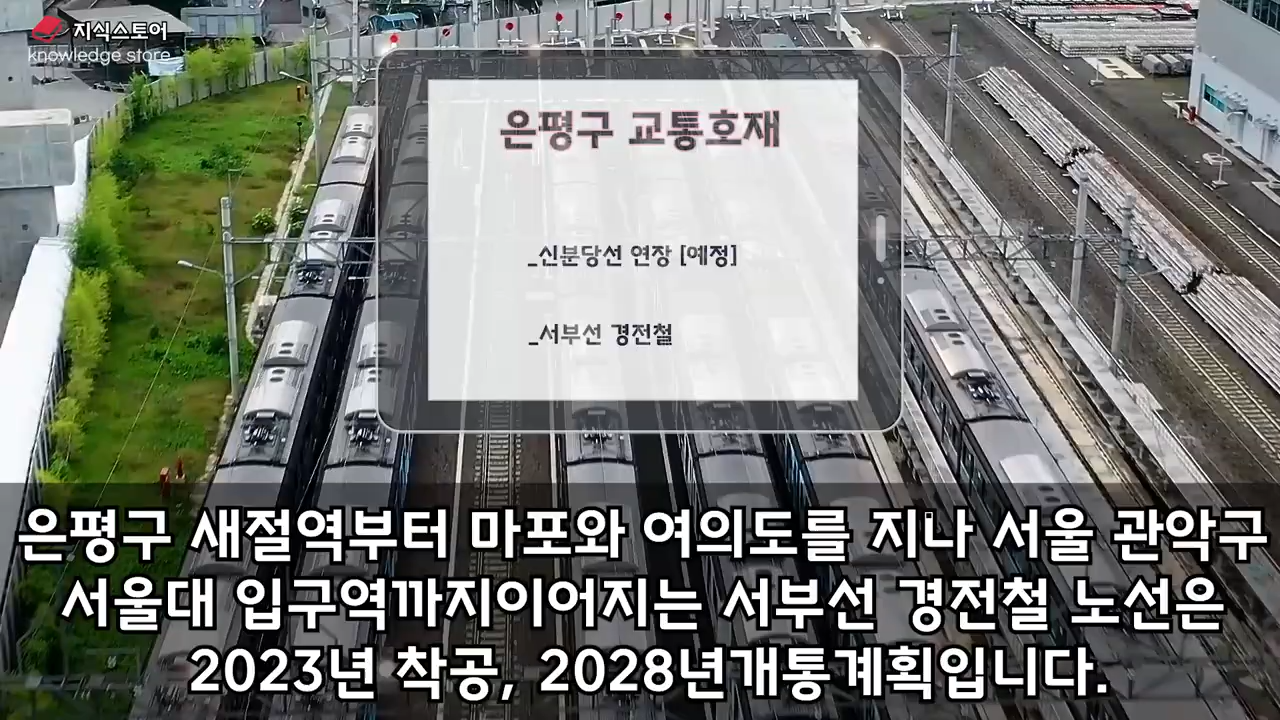 지식스토어
knowledge store
은평구 교통호재
_신분당선 연장 [예정]
_서부선 경전철
은평구 새절역부터 마포와 여의도를 지나 서울 관악구
서울대 입구역까지이어지는 서부선 경전철 노선은
2023년 착공, 2028년개통계획입니다.